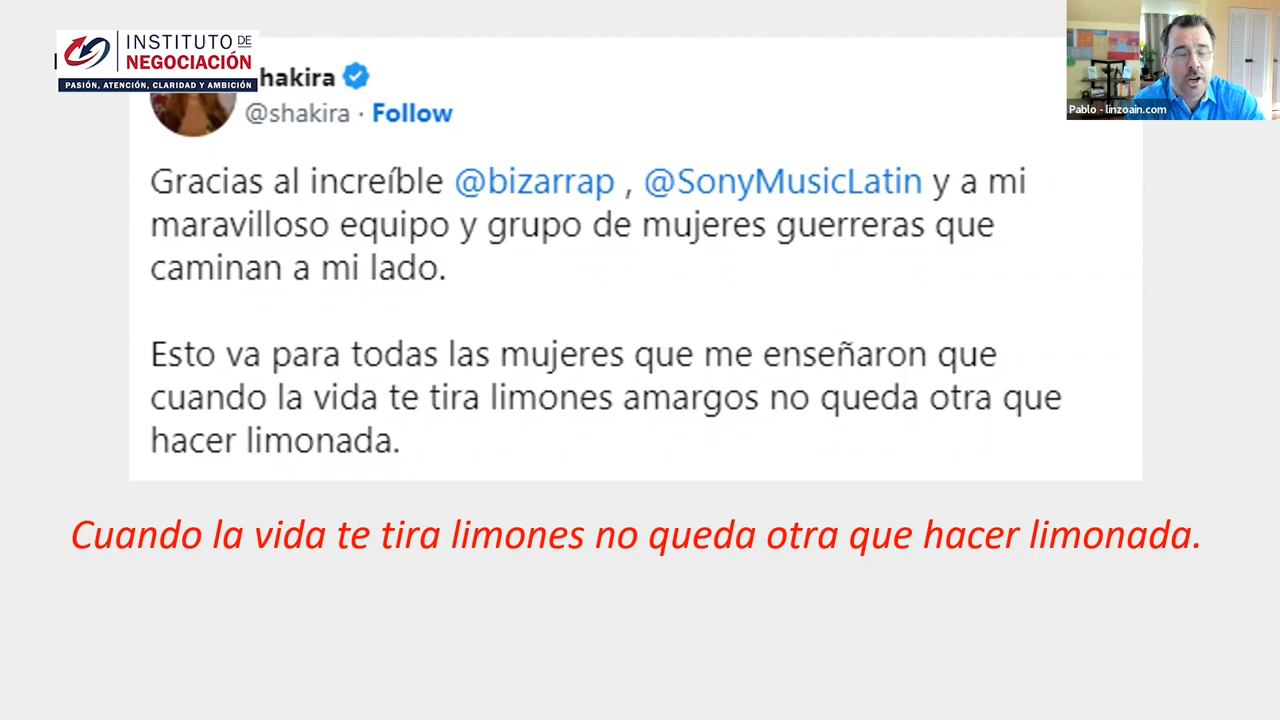 INSTITUTO DE
NEGOCIACIÓN
PASIÓN, ATENCIÓN, CLARIDAD Y AMBICIÓN
hakira
@shakira · Follow
Gracias al increíble @bizarrap , @SonyMusicLatin y a mi
maravilloso equipo y grupo de mujeres guerreras que
caminan a mi lado.
Esto va para todas las mujeres que me enseñaron que
cuando la vida te tira limones amargos no queda otra que
hacer limonada.
Cuando la vida te tira limones no queda otra que hacer limonada.
Pablo - linzoain.com